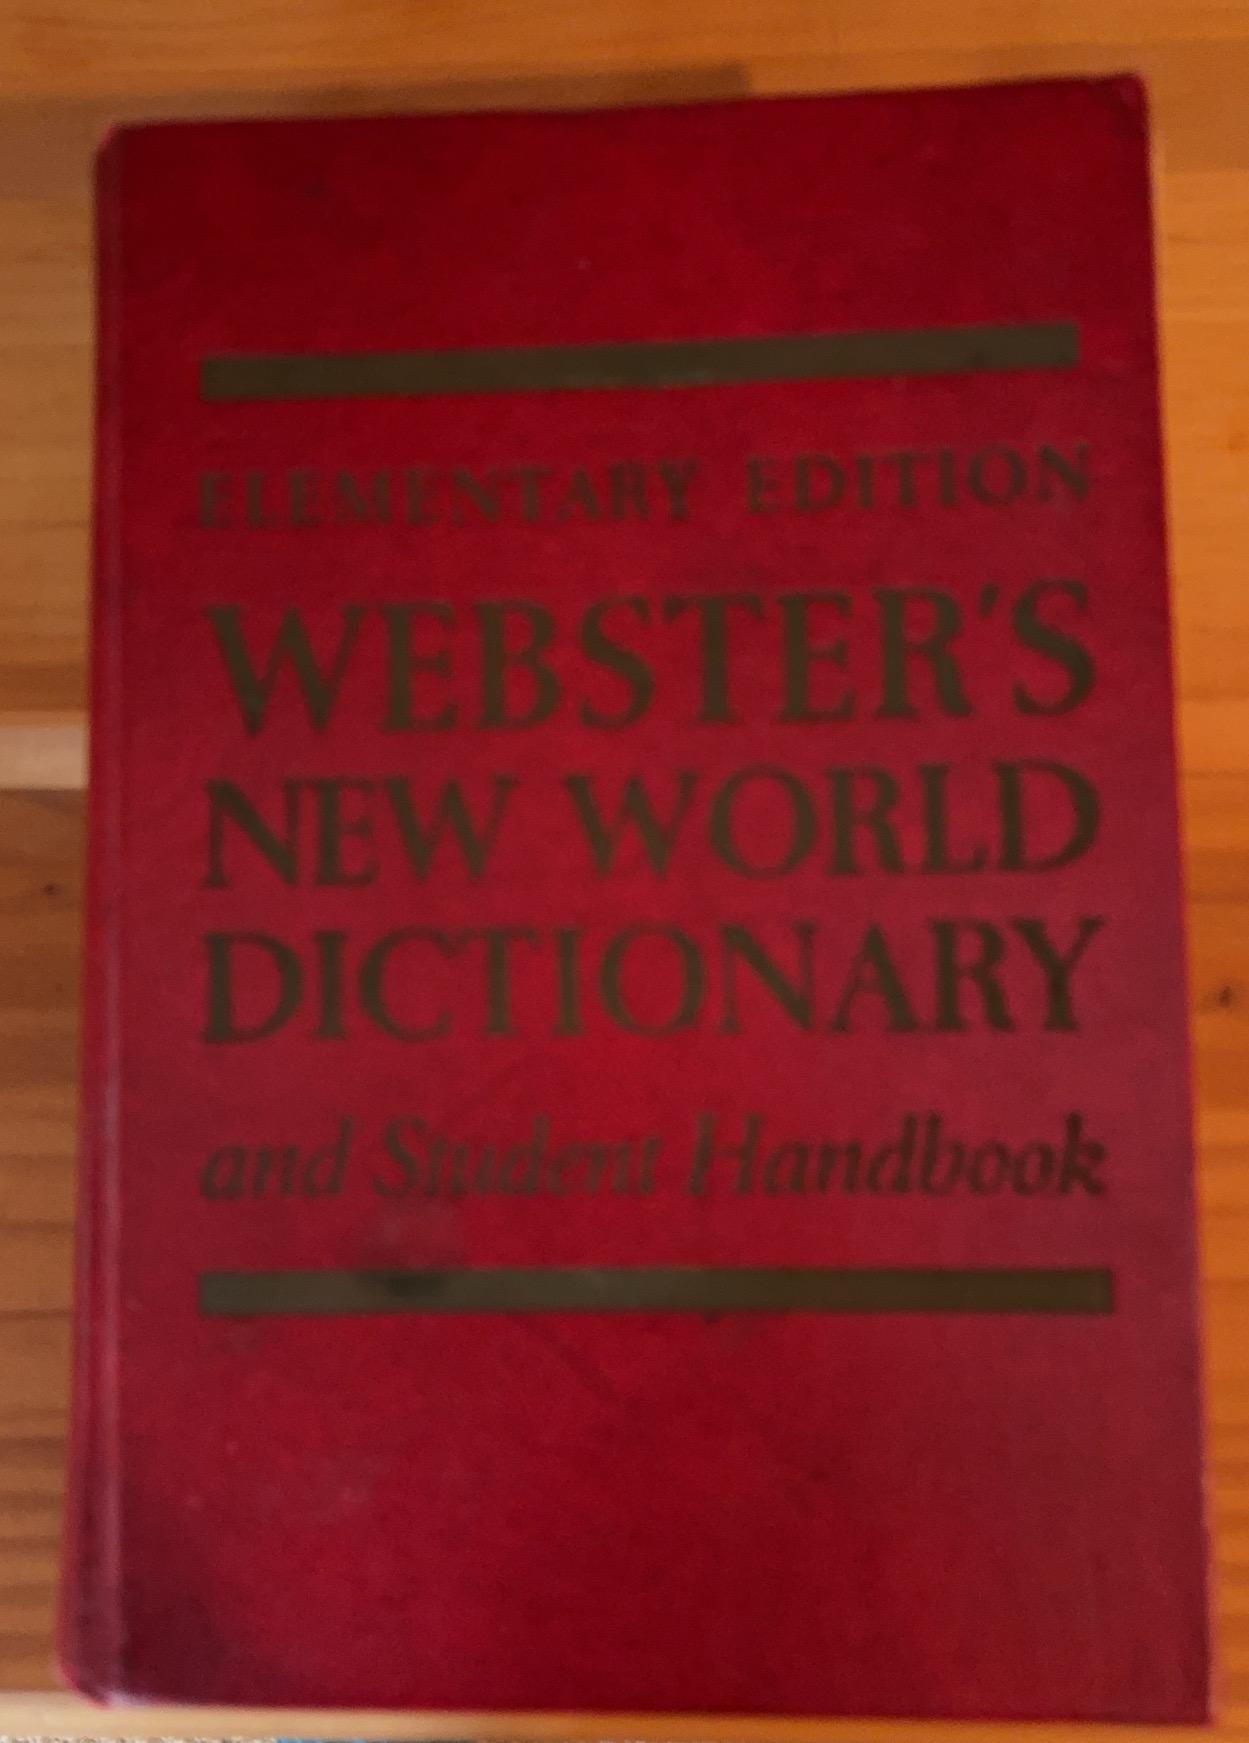 ELEMENTARY EDITION
WEBSTER'S
NEW WORLD
DICTIONARY
and Student Handbook